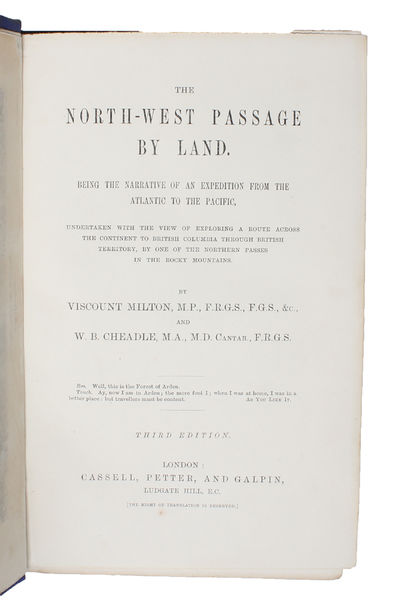 THE
NORTH-WEST PASSAGE
BY LAND.
BEING THE NARRATIVE OF AN EXPEDITION FROM THE
ATLANTIC TO THE PACIFIC,
UNDERTAKEN WITH THE VIEW OF EXPLORING A ROUTE ACROSS
THE CONTINENT TO BRITISH COLUMBIA THROUGH BRITISH
TERRITORY, BY ONE OF THE NORTHERN PASSES
IN THE ROCKY MOUNTAINS.
BY
VISCOUNT MILTON, M.P., F.R.G.S., F.G.S., &C.,
AND
W. B. CHEADLE, M.A., M.D. CANTAB., F.R.G.S.
Ros. Well, this is the Forest of Arden.
Touch. Ay, now I am in Arden; the more fool I; when I was at home, I was in a
better place: but travellers must be content. AS YOU LIKE IT.
THIRD EDITION.
LONDON:
CASSELL, PETTER, AND GALPIN,
LUDGATE HILL, E.C.
[THE RIGHT OF TRANSLATION IS RESERVED.]